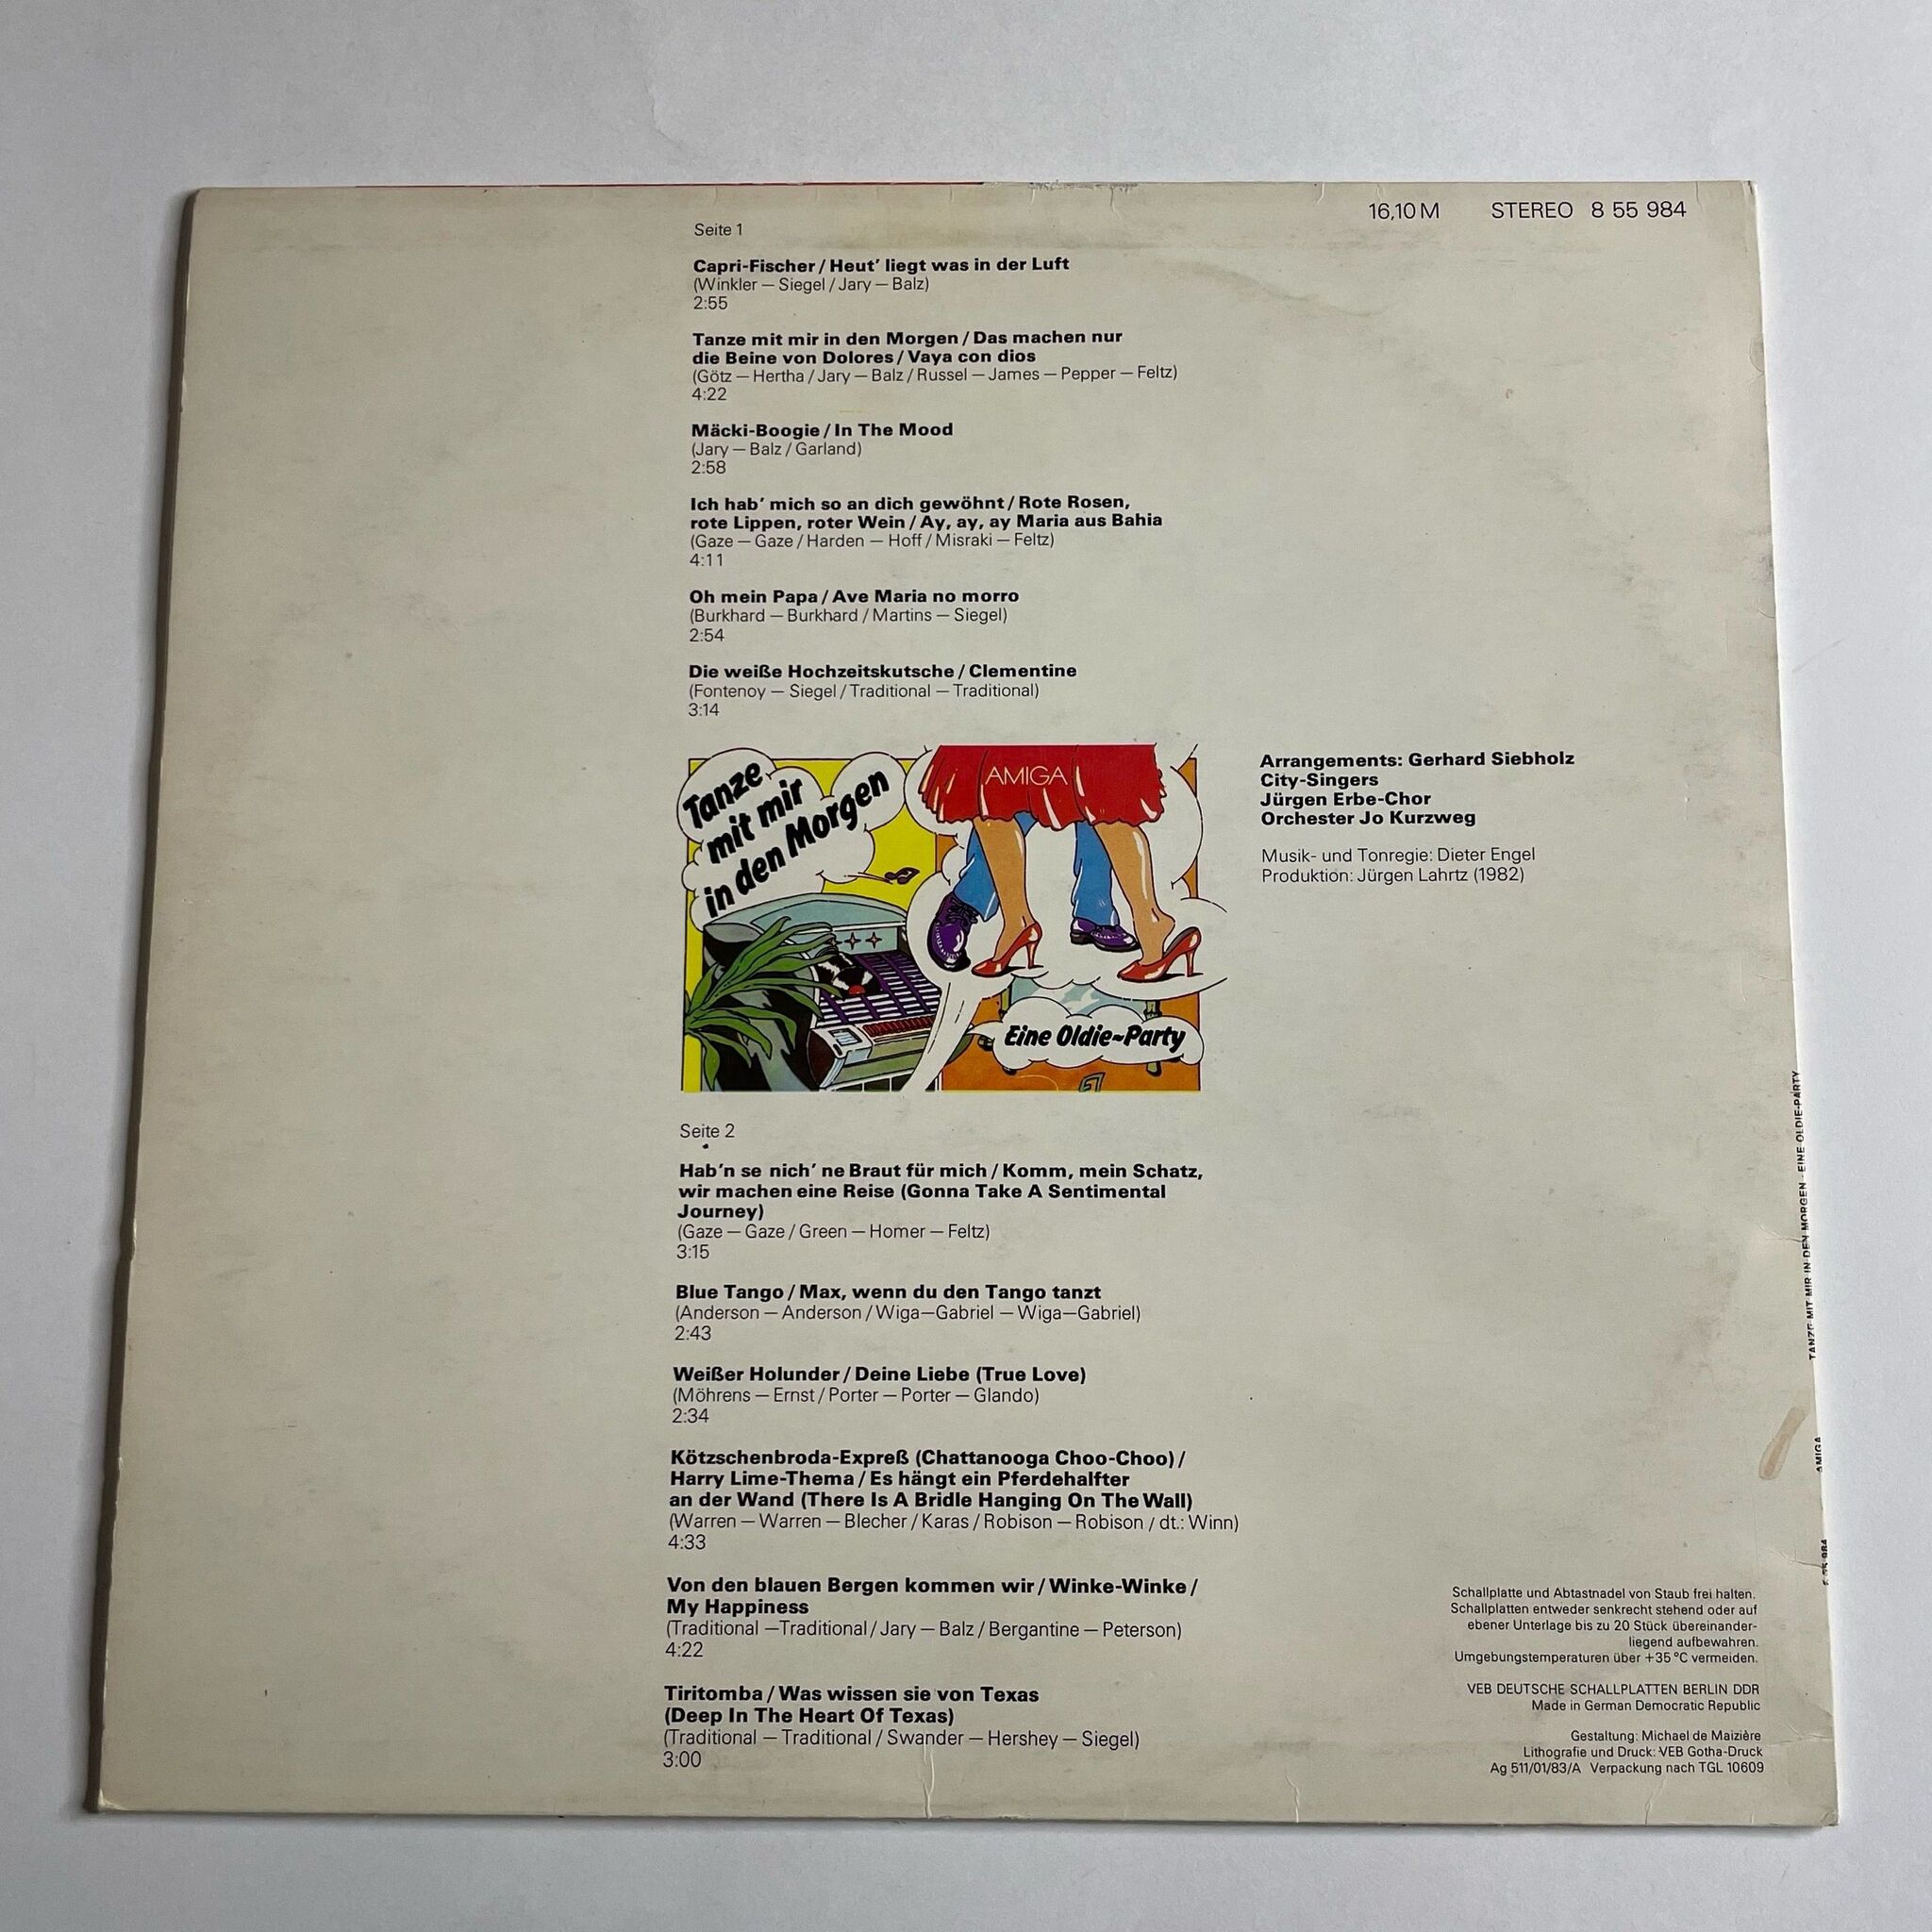 16,10 M STEREO 8 55 984
Seite 1
Capri-Fischer / Heut' liegt was in der Luft
(Winkler — Siegel / Jary — Balz)
2:55
Tanze mit mir in den Morgen / Das machen nur
die Beine von Dolores / Vaya con dios
(Götz — Hertha / Jary — Balz / Russel — James — Pepper — Feltz)
4:22
Mäcki-Boogie / In The Mood
(Jary — Balz / Garland)
2:58
Ich hab' mich so an dich gewöhnt / Rote Rosen,
rote Lippen, roter Wein / Ay, ay, ay Maria aus Bahia
(Gaze — Gaze / Harden — Hoff / Misraki — Feltz)
4:11
Oh mein Papa / Ave Maria no morro
(Burkhard — Burkhard / Martins — Siegel)
2:54
Die weiße Hochzeitskutsche / Clementine
(Fontenoy — Siegel / Traditional — Traditional)
3:14
Tanze
mit mir
in den Morgen
AMIGA
Eine Oldie~Party
Arrangements: Gerhard Siebholz
City-Singers
Jürgen Erbe-Chor
Orchester Jo Kurzweg
Musik- und Tonregie: Dieter Engel
Produktion: Jürgen Lahrtz (1982)
Seite 2
Hab'n se nich' ne Braut für mich / Komm, mein Schatz,
wir machen eine Reise (Gonna Take A Sentimental
Journey)
(Gaze — Gaze / Green — Homer — Feltz)
3:15
Blue Tango / Max, wenn du den Tango tanzt
(Anderson — Anderson / Wiga—Gabriel — Wiga—Gabriel)
2:43
Weißer Holunder / Deine Liebe (True Love)
(Möhrens — Ernst / Porter — Porter — Glando)
2:34
Kötzschenbroda-Expreß (Chattanooga Choo-Choo) /
Harry Lime-Thema / Es hängt ein Pferdehalfter
an der Wand (There Is A Bridle Hanging On The Wall)
(Warren — Warren — Blecher / Karas / Robison — Robison / dt.: Winn)
4:33
Von den blauen Bergen kommen wir / Winke-Winke /
My Happiness
(Traditional —Traditional / Jary — Balz / Bergantine — Peterson)
4:22
Tiritomba / Was wissen sie von Texas
(Deep In The Heart Of Texas)
(Traditional — Traditional / Swander — Hershey — Siegel)
3:00
Schallplatte und Abtastnadel von Staub frei halten.
Schallplatten entweder senkrecht stehend oder auf
ebener Unterlage bis zu 20 Stück übereinander-
liegend aufbewahren.
Umgebungstemperaturen über +35 °C vermeiden.
VEB DEUTSCHE SCHALLPLATTEN BERLIN DDR
Made in German Democratic Republic
Gestaltung: Michael de Maizière
Lithografie und Druck: VEB Gotha-Druck
Ag 511/01/83/A Verpackung nach TGL 10609
8 55 984 AMIGA TANZE MIT MIR IN DEN MORGEN · EINE OLDIE-PARTY